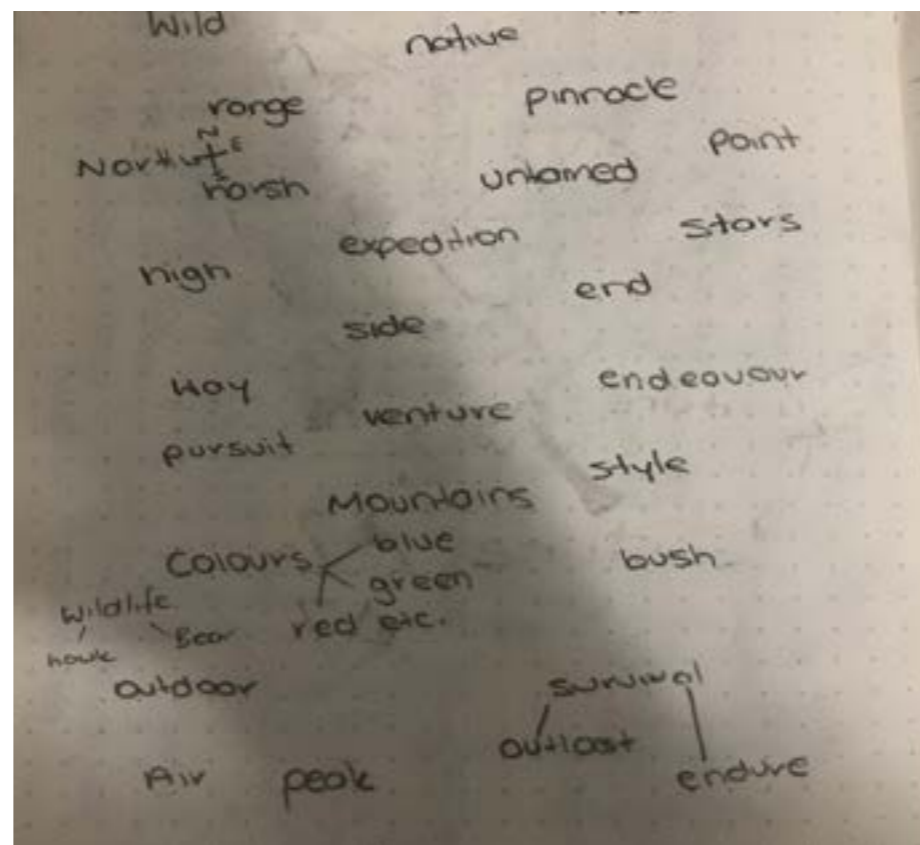 Wild
native
range
pinnacle
North
N
E
Point
harsh
untamed
expedition
stars
high
end
side
way
endeavour
venture
pursuit
style
Mountains
Colours
blue
green
red etc.
bush
Wildlife
hawk
Bear
outdoor
survival
outlast
endure
Air
peak